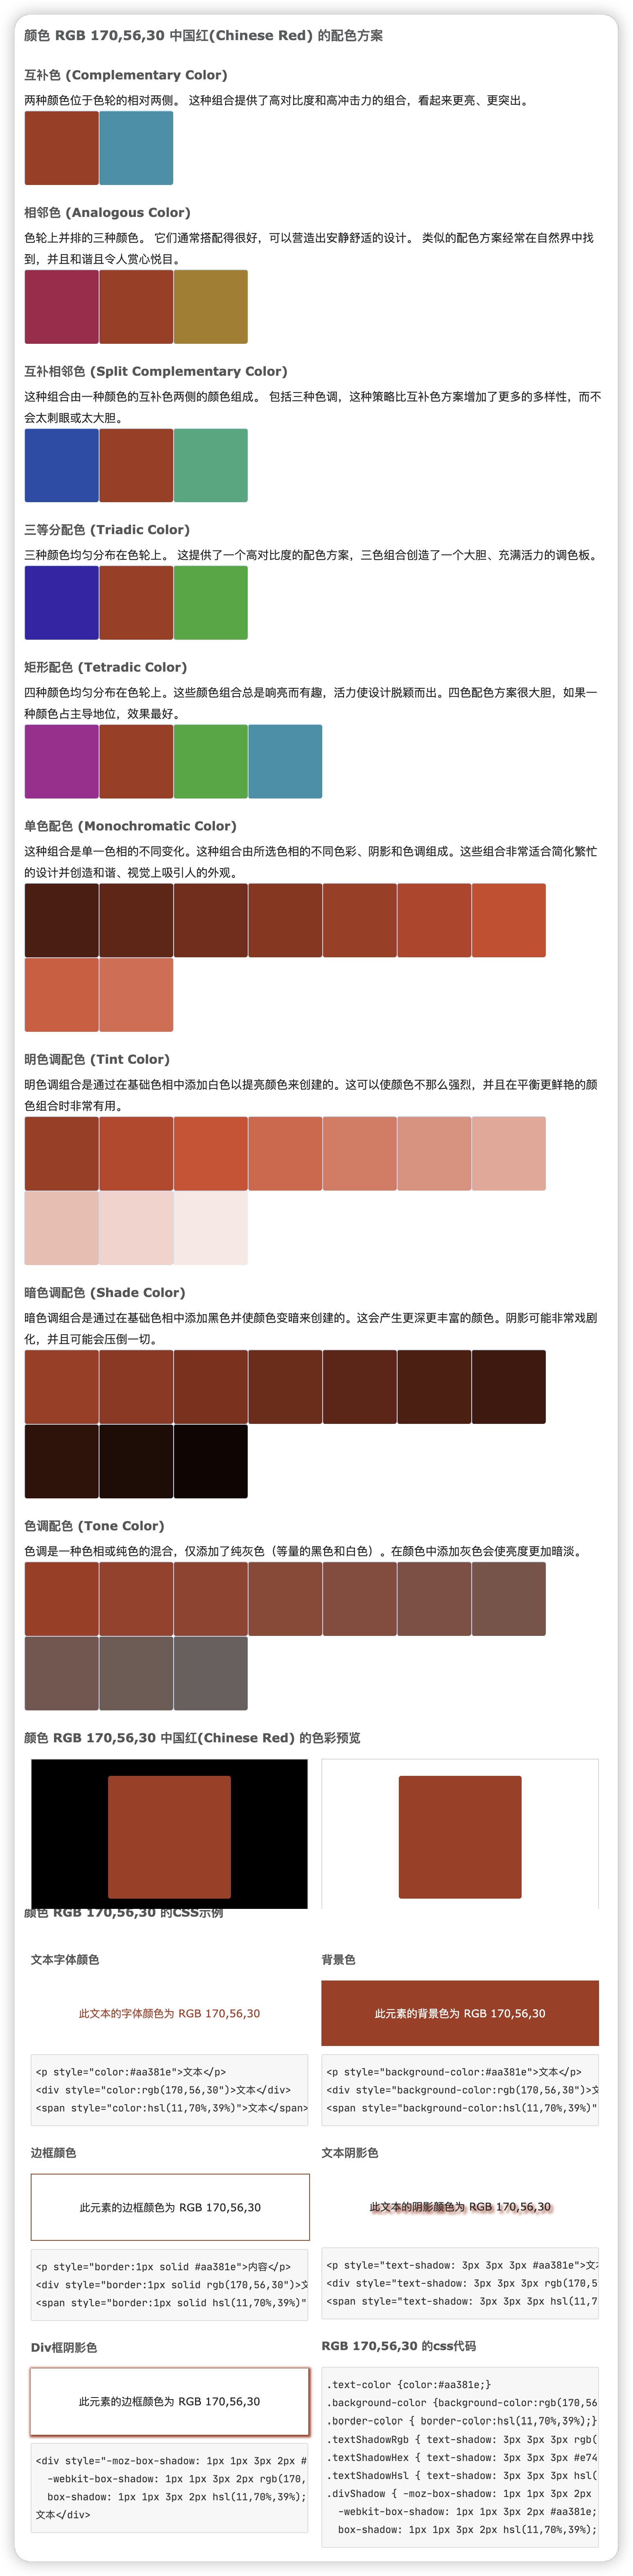 颜色 RGB 170,56,30 中国红(Chinese Red) 的配色方案
互补色 (Complementary Color)
两种颜色位于色轮的相对两侧。 这种组合提供了高对比度和高冲击力的组合，看起来更亮、更突出。
相邻色 (Analogous Color)
色轮上并排的三种颜色。 它们通常搭配得很好，可以营造出安静舒适的设计。 类似的配色方案经常在自然界中找
到，并且和谐且令人赏心悦目。
互补相邻色 (Split Complementary Color)
这种组合由一种颜色的互补色两侧的颜色组成。 包括三种色调，这种策略比互补色方案增加了更多的多样性，而不
会太刺眼或太大胆。
三等分配色 (Triadic Color)
三种颜色均匀分布在色轮上。 这提供了一个高对比度的配色方案，三色组合创造了一个大胆、充满活力的调色板。
矩形配色 (Tetradic Color)
四种颜色均匀分布在色轮上。这些颜色组合总是响亮而有趣，活力使设计脱颖而出。四色配色方案很大胆，如果一
种颜色占主导地位，效果最好。
单色配色 (Monochromatic Color)
这种组合是单一色相的不同变化。这种组合由所选色相的不同色彩、阴影和色调组成。这些组合非常适合简化繁忙
的设计并创造和谐、视觉上吸引人的外观。
明色调配色 (Tint Color)
明色调组合是通过在基础色相中添加白色以提亮颜色来创建的。这可以使颜色不那么强烈，并且在平衡更鲜艳的颜
色组合时非常有用。
暗色调配色 (Shade Color)
暗色调组合是通过在基础色相中添加黑色并使颜色变暗来创建的。这会产生更深更丰富的颜色。阴影可能非常戏剧
化，并且可能会压倒一切。
色调配色 (Tone Color)
色调是一种色相或纯色的混合，仅添加了纯灰色（等量的黑色和白色）。在颜色中添加灰色会使亮度更加暗淡。
颜色 RGB 170,56,30 中国红(Chinese Red) 的色彩预览
颜色 RGB 170,56,30 的CSS示例
文本字体颜色
此文本的字体颜色为 RGB 170,56,30
<p style="color:#aa381e">文本</p>
<div style="color:rgb(170,56,30")>文本</div>
<span style="color:hsl(11,70%,39%)">文本</span>
背景色
此元素的背景色为 RGB 170,56,30
<p style="background-color:#aa381e">文本</p>
<div style="background-color:rgb(170,56,30")>文
<span style="background-color:hsl(11,70%,39%)"
边框颜色
此元素的边框颜色为 RGB 170,56,30
<p style="border:1px solid #aa381e">内容</p>
<div style="border:1px solid rgb(170,56,30")>文
<span style="border:1px solid hsl(11,70%,39%)"
文本阴影色
此文本的阴影颜色为 RGB 170,56,30
<p style="text-shadow: 3px 3px 3px #aa381e">文
<div style="text-shadow: 3px 3px 3px rgb(170,5
<span style="text-shadow: 3px 3px 3px hsl(11,7
Div框阴影色
此元素的边框颜色为 RGB 170,56,30
<div style="-moz-box-shadow: 1px 1px 3px 2px #
-webkit-box-shadow: 1px 1px 3px 2px rgb(170,
box-shadow: 1px 1px 3px 2px hsl(11,70%,39%);
文本</div>
RGB 170,56,30 的css代码
.text-color {color:#aa381e;}
.background-color {background-color:rgb(170,56
.border-color { border-color:hsl(11,70%,39%);}
.textShadowRgb { text-shadow: 3px 3px 3px rgb(
.textShadowHex { text-shadow: 3px 3px 3px #e74
.textShadowHsl { text-shadow: 3px 3px 3px hsl(
.divShadow { -moz-box-shadow: 1px 1px 3px 2px
-webkit-box-shadow: 1px 1px 3px 2px #aa381e;
box-shadow: 1px 1px 3px 2px hsl(11,70%,39%);